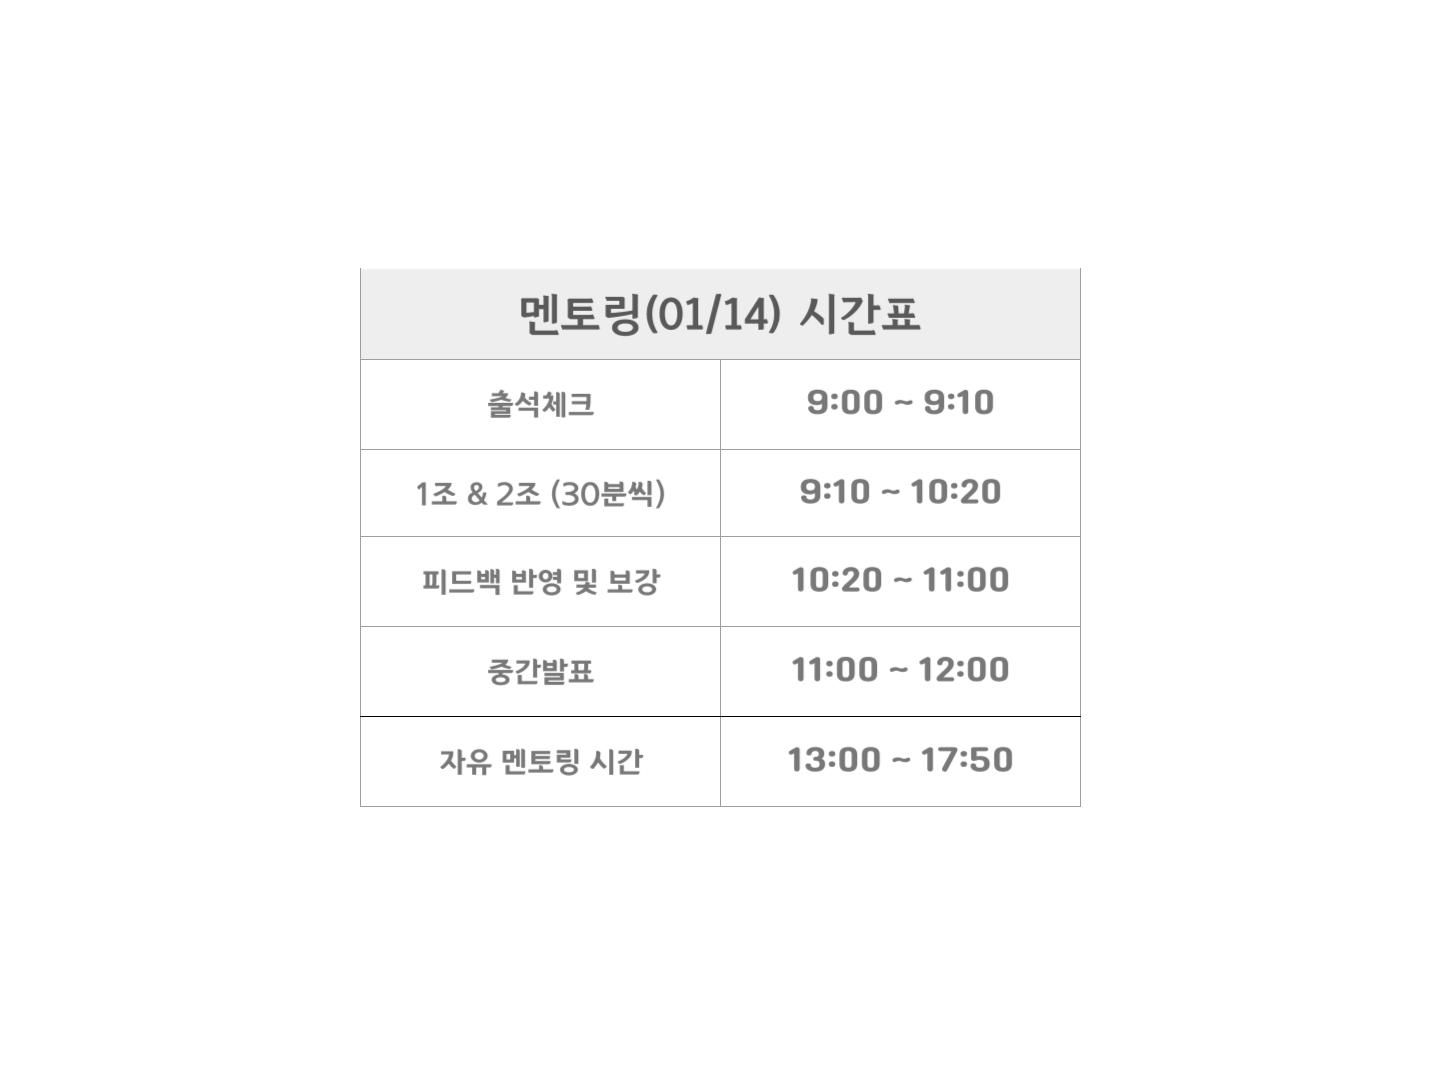 멘토링(01/14) 시간표
출석체크 9:00 ~ 9:10
1조 & 2조 (30분씩) 9:10 ~ 10:20
피드백 반영 및 보강 10:20 ~ 11:00
중간발표 11:00 ~ 12:00
자유 멘토링 시간 13:00 ~ 17:50